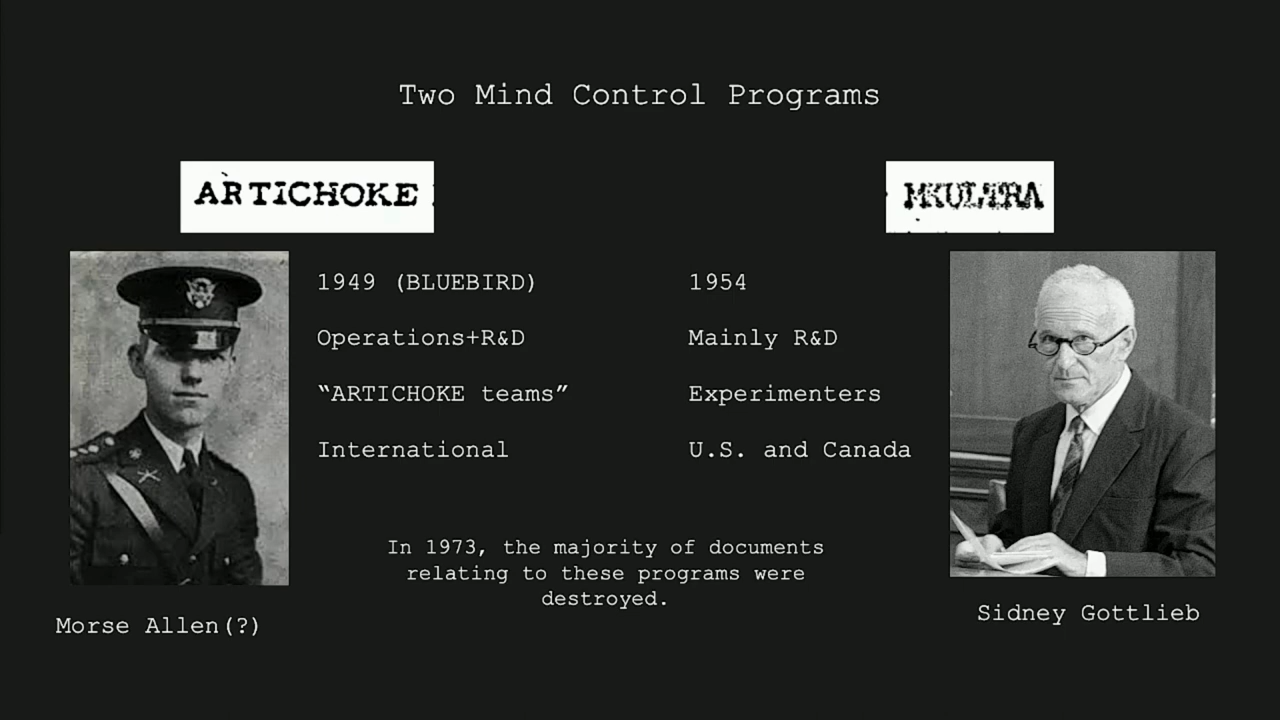 Two Mind Control Programs
ARTICHOKE
MKULTRA
1949 (BLUEBIRD)
1954
Operations+R&D
Mainly R&D
“ARTICHOKE teams”
Experimenters
International
U.S. and Canada
In 1973, the majority of documents
relating to these programs were
destroyed.
Morse Allen(?)
Sidney Gottlieb